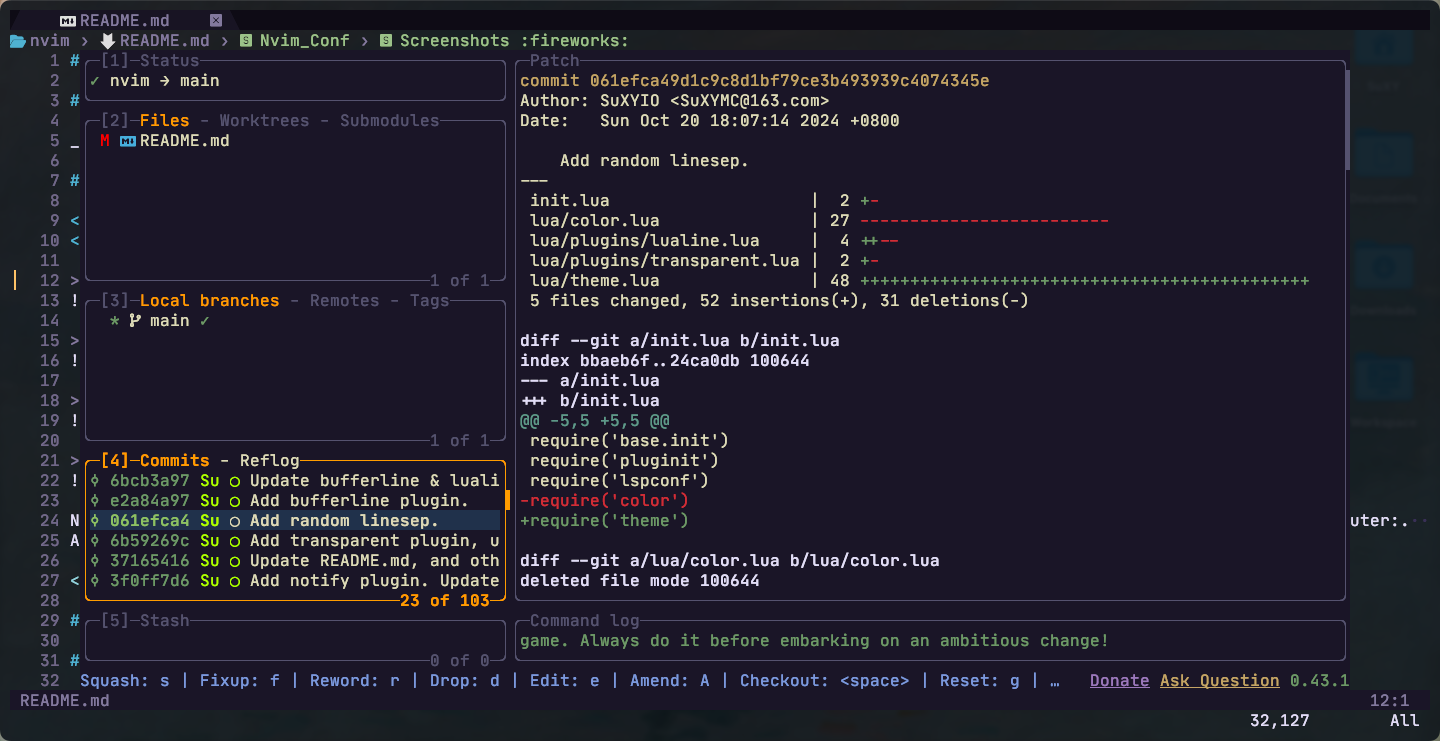 README.md
nvim > README.md > Nvim_Conf > Screenshots :fireworks:
1 #
2
3 #
4
5 _
6
7 #
8
9 <
10 <
11
12 >
13 !
14
15 >
16 !
17
18 >
19 !
20
21 >
22 !
23
24 N
25 A
26
27 <
28
29 #
30
31 #
32
[1]─Status
✓ nvim → main
[2]─Files - Worktrees - Submodules
M README.md
1 of 1
[3]─Local branches - Remotes - Tags
* main ✓
1 of 1
[4]─Commits - Reflog
6bcb3a97 Su ○ Update bufferline & luali
e2a84a97 Su ○ Add bufferline plugin.
061efca4 Su ○ Add random linesep.
6b59269c Su ○ Add transparent plugin, u
37165416 Su ○ Update README.md, and oth
3f0ff7d6 Su ○ Add notify plugin. Update
23 of 103
[5]─Stash
0 of 0
Patch
commit 061efca49d1c9c8d1bf79ce3b493939c4074345e
Author: SuXYIO <SuXYMC@163.com>
Date:   Sun Oct 20 18:07:14 2024 +0800
Add random linesep.
---
init.lua | 2 +-
lua/color.lua | 27 -------------------------
lua/plugins/lualine.lua | 4 ++--
lua/plugins/transparent.lua | 2 +-
lua/theme.lua | 48 +++++++++++++++++++++++++++++++++++++++++++++
5 files changed, 52 insertions(+), 31 deletions(-)
diff --git a/init.lua b/init.lua
index bbaeb6f..24ca0db 100644
--- a/init.lua
+++ b/init.lua
@@ -5,5 +5,5 @@
require('base.init')
require('pluginit')
require('lspconf')
-require('color')
+require('theme')
diff --git a/lua/color.lua b/lua/color.lua
deleted file mode 100644
uter:.
Command log
game. Always do it before embarking on an ambitious change!
Squash: s | Fixup: f | Reword: r | Drop: d | Edit: e | Amend: A | Checkout: <space> | Reset: g | … Donate Ask Question 0.43.1
README.md 12:1
32,127 All